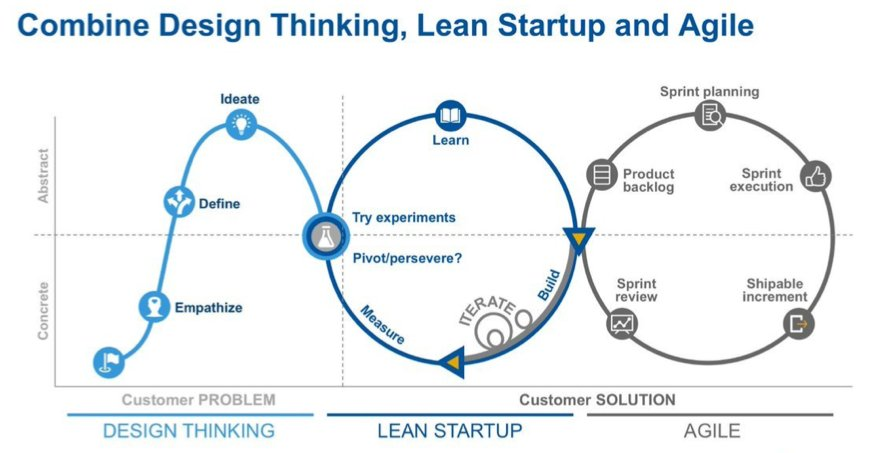 Combine Design Thinking, Lean Startup and Agile
Abstract
Concrete
Ideate
Define
Empathize
Learn
Try experiments
Pivot/persevere?
Measure
ITERATE
Build
Sprint planning
Product
backlog
Sprint
execution
Sprint
review
Shipable
increment
Customer PROBLEM
Customer SOLUTION
DESIGN THINKING
LEAN STARTUP
AGILE